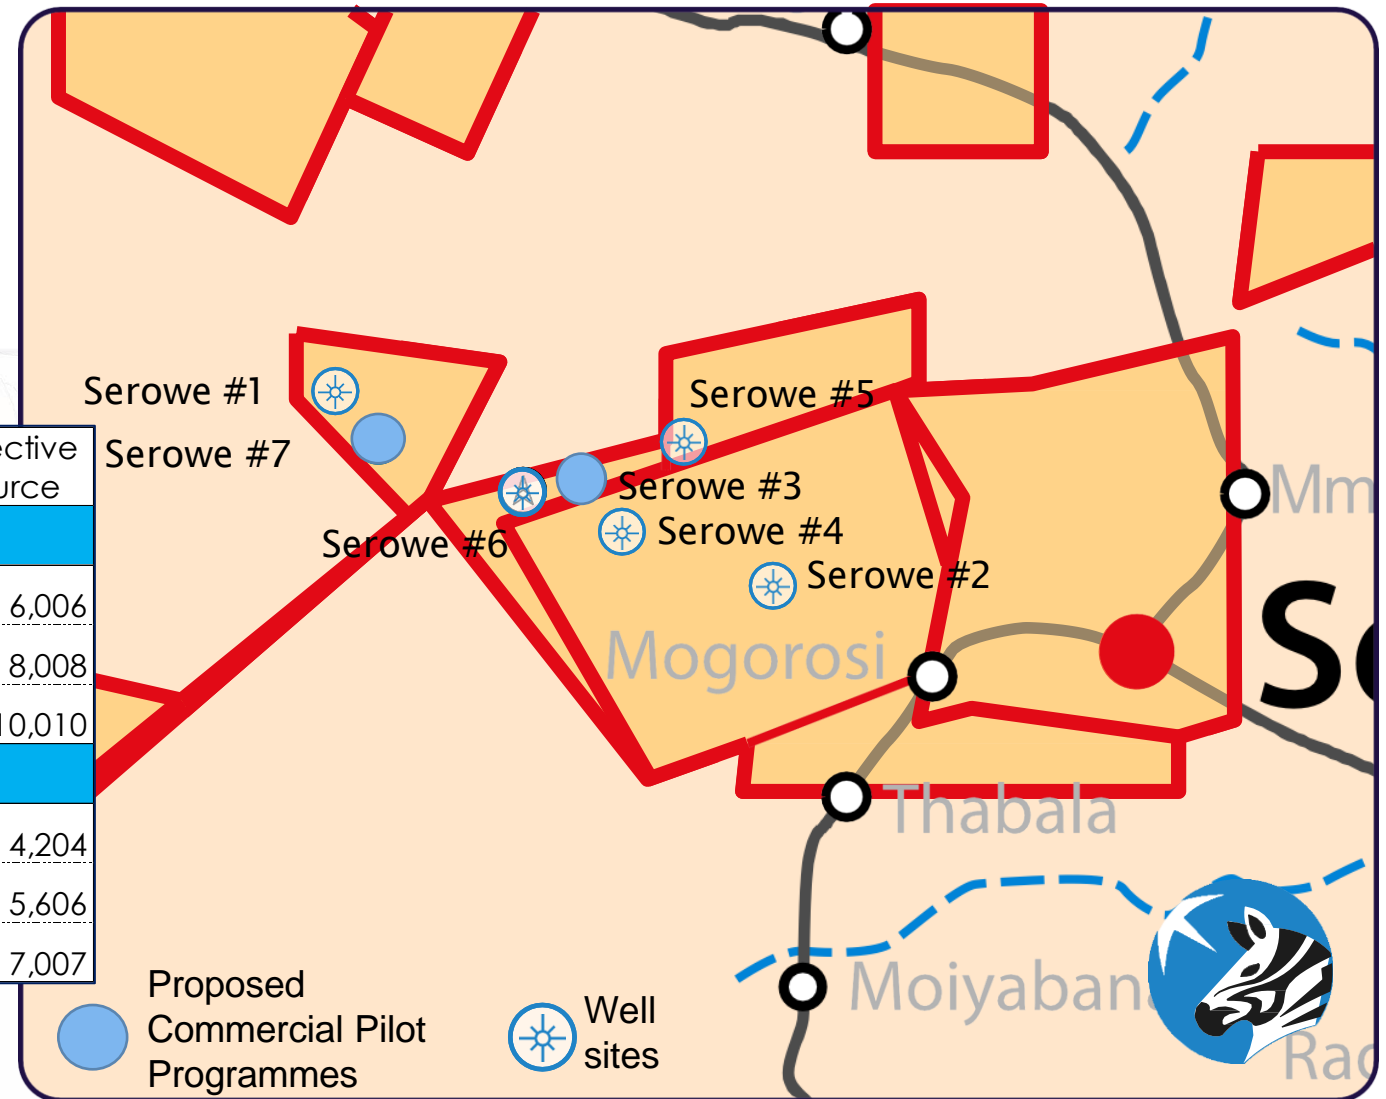 Serowe #1
Serowe #5
Serowe #7
Serowe #3
Serowe #4
Serowe #6
Serowe #2
Mogorosi
Thabala
6,006
8,008
10,010
4,204
5,606
7,007
Proposed
Commercial Pilot
Programmes
Well
sites